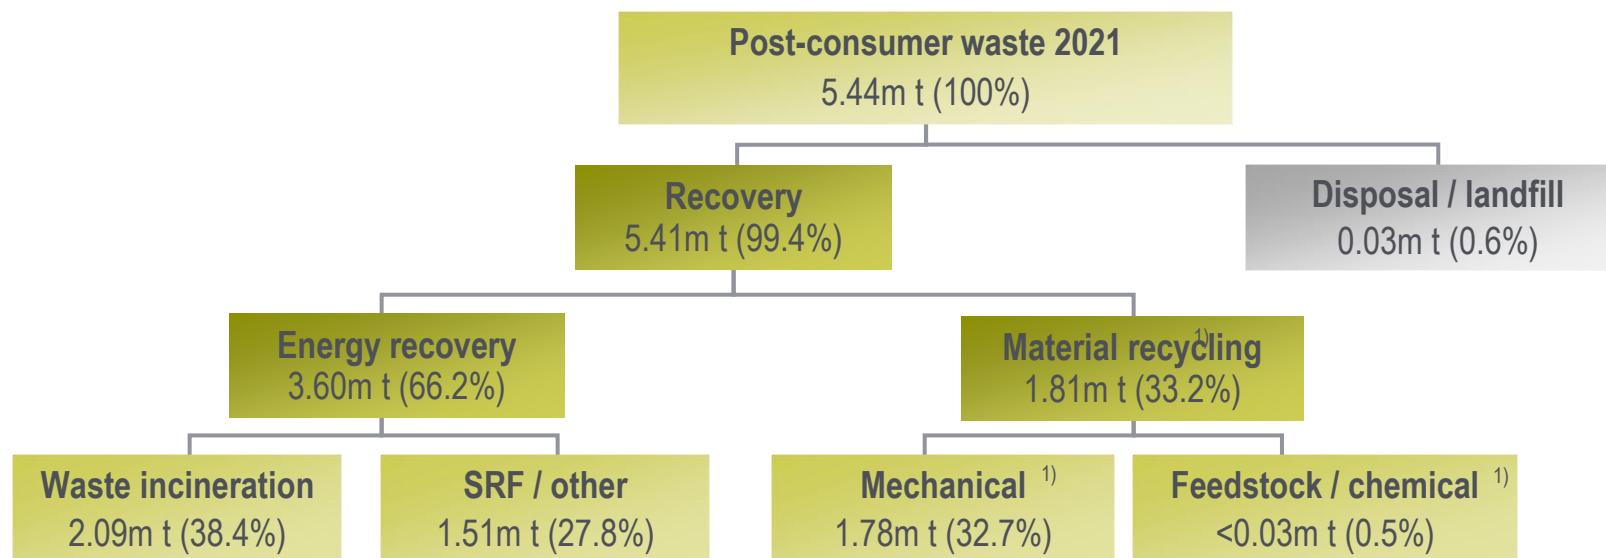 Post-consumer waste 2021
5.44m t (100%)
Recovery
5.41m t (99.4%)
Disposal / landfill
0.03m t (0.6%)
Energy recovery
3.60m t (66.2%)
Material recycling 1)
1.81m t (33.2%)
Waste incineration
2.09m t (38.4%)
SRF / other
1.51m t (27.8%)
Mechanical 1)
1.78m t (32.7%)
Feedstock / chemical 1)
<0.03m t (0.5%)